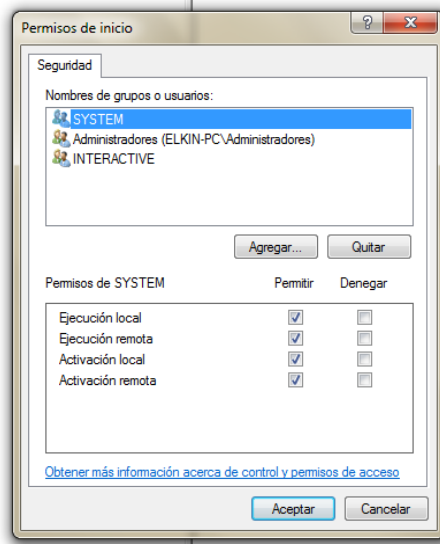 Permisos de inicio
Seguridad
Nombres de grupos o usuarios:
SYSTEM
Administradores (ELKIN-PC\Administradores)
INTERACTIVE
Agregar... Quitar
Permisos de SYSTEM Permitir Denegar
Ejecución local
Ejecución remota
Activación local
Activación remota
Obtener más información acerca de control y permisos de acceso
Aceptar Cancelar